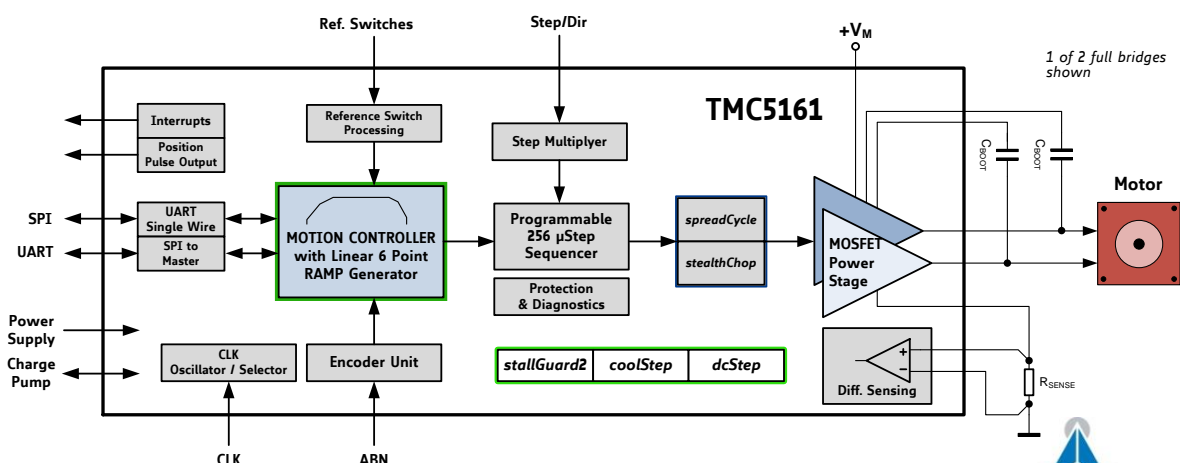 Ref. Switches
Step/Dir
+VM
1 of 2 full bridges
shown
TMC5161
Interrupts
Position
Pulse Output
Reference Switch
Processing
Step Multiplyer
CBOOT
CBOOT
Motor
SPI
UART
UART
Single Wire
SPI to
Master
MOTION CONTROLLER
with Linear 6 Point
RAMP Generator
Programmable
256 µStep
Sequencer
spreadCycle
stealthChop
MOSFET
Power
Stage
Protection
& Diagnostics
Power
Supply
Charge
Pump
CLK
Oscillator / Selector
Encoder Unit
stallGuard2
coolStep
dcStep
+
−
Diff. Sensing
RSENSE
CLK
ABN